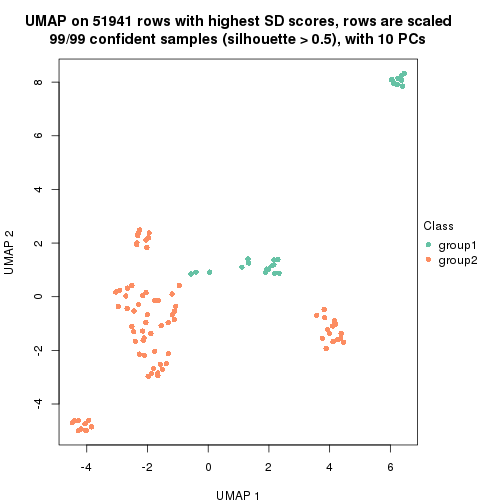 UMAP on 51941 rows with highest SD scores, rows are scaled
99/99 confident samples (silhouette > 0.5), with 10 PCs
8
6
4
2
0
-2
-4
UMAP 2
-4
-2
0
2
4
6
UMAP 1
Class
group1
group2